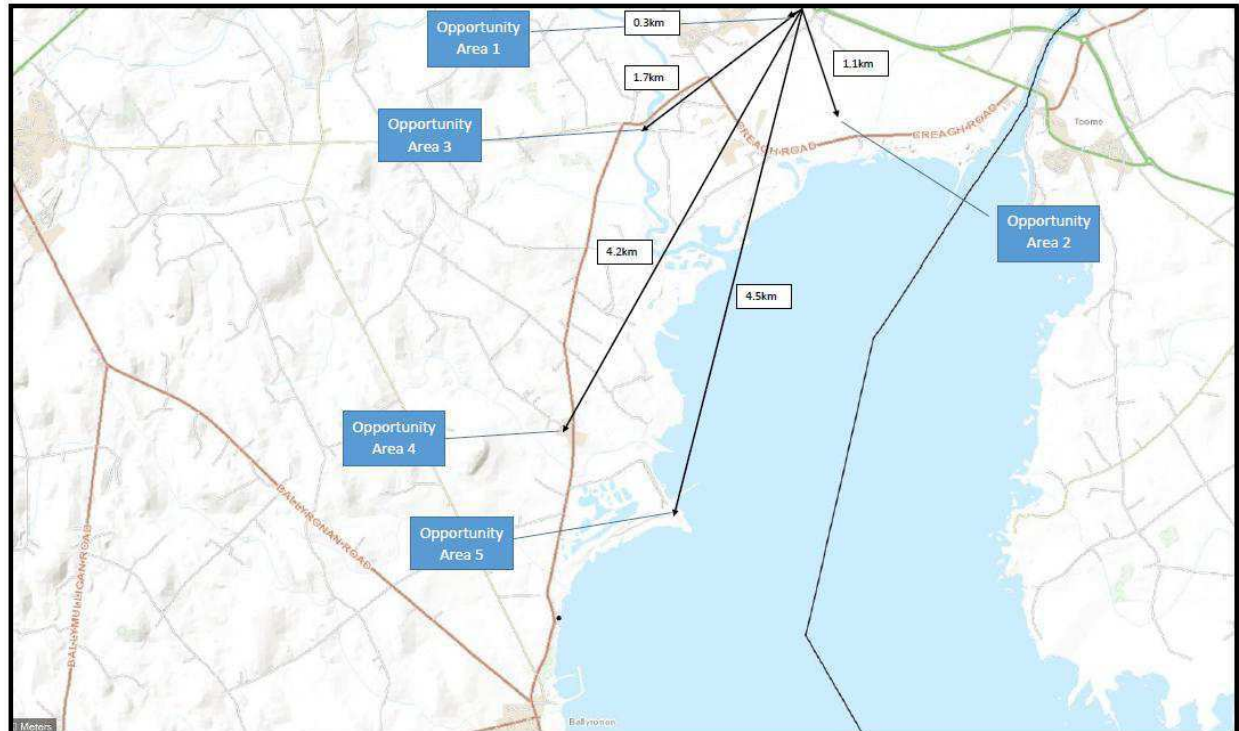 Opportunity
Area 1
0.3km
1.7km
1.1km
Opportunity
Area 3
CREAGH ROAD
CREAGH ROAD
Toome
Opportunity
Area 2
4.2km
4.5km
Opportunity
Area 4
BALLYRONAN ROAD
Opportunity
Area 5
BALLYMULLIGAN ROAD
Ballyronan
Meters